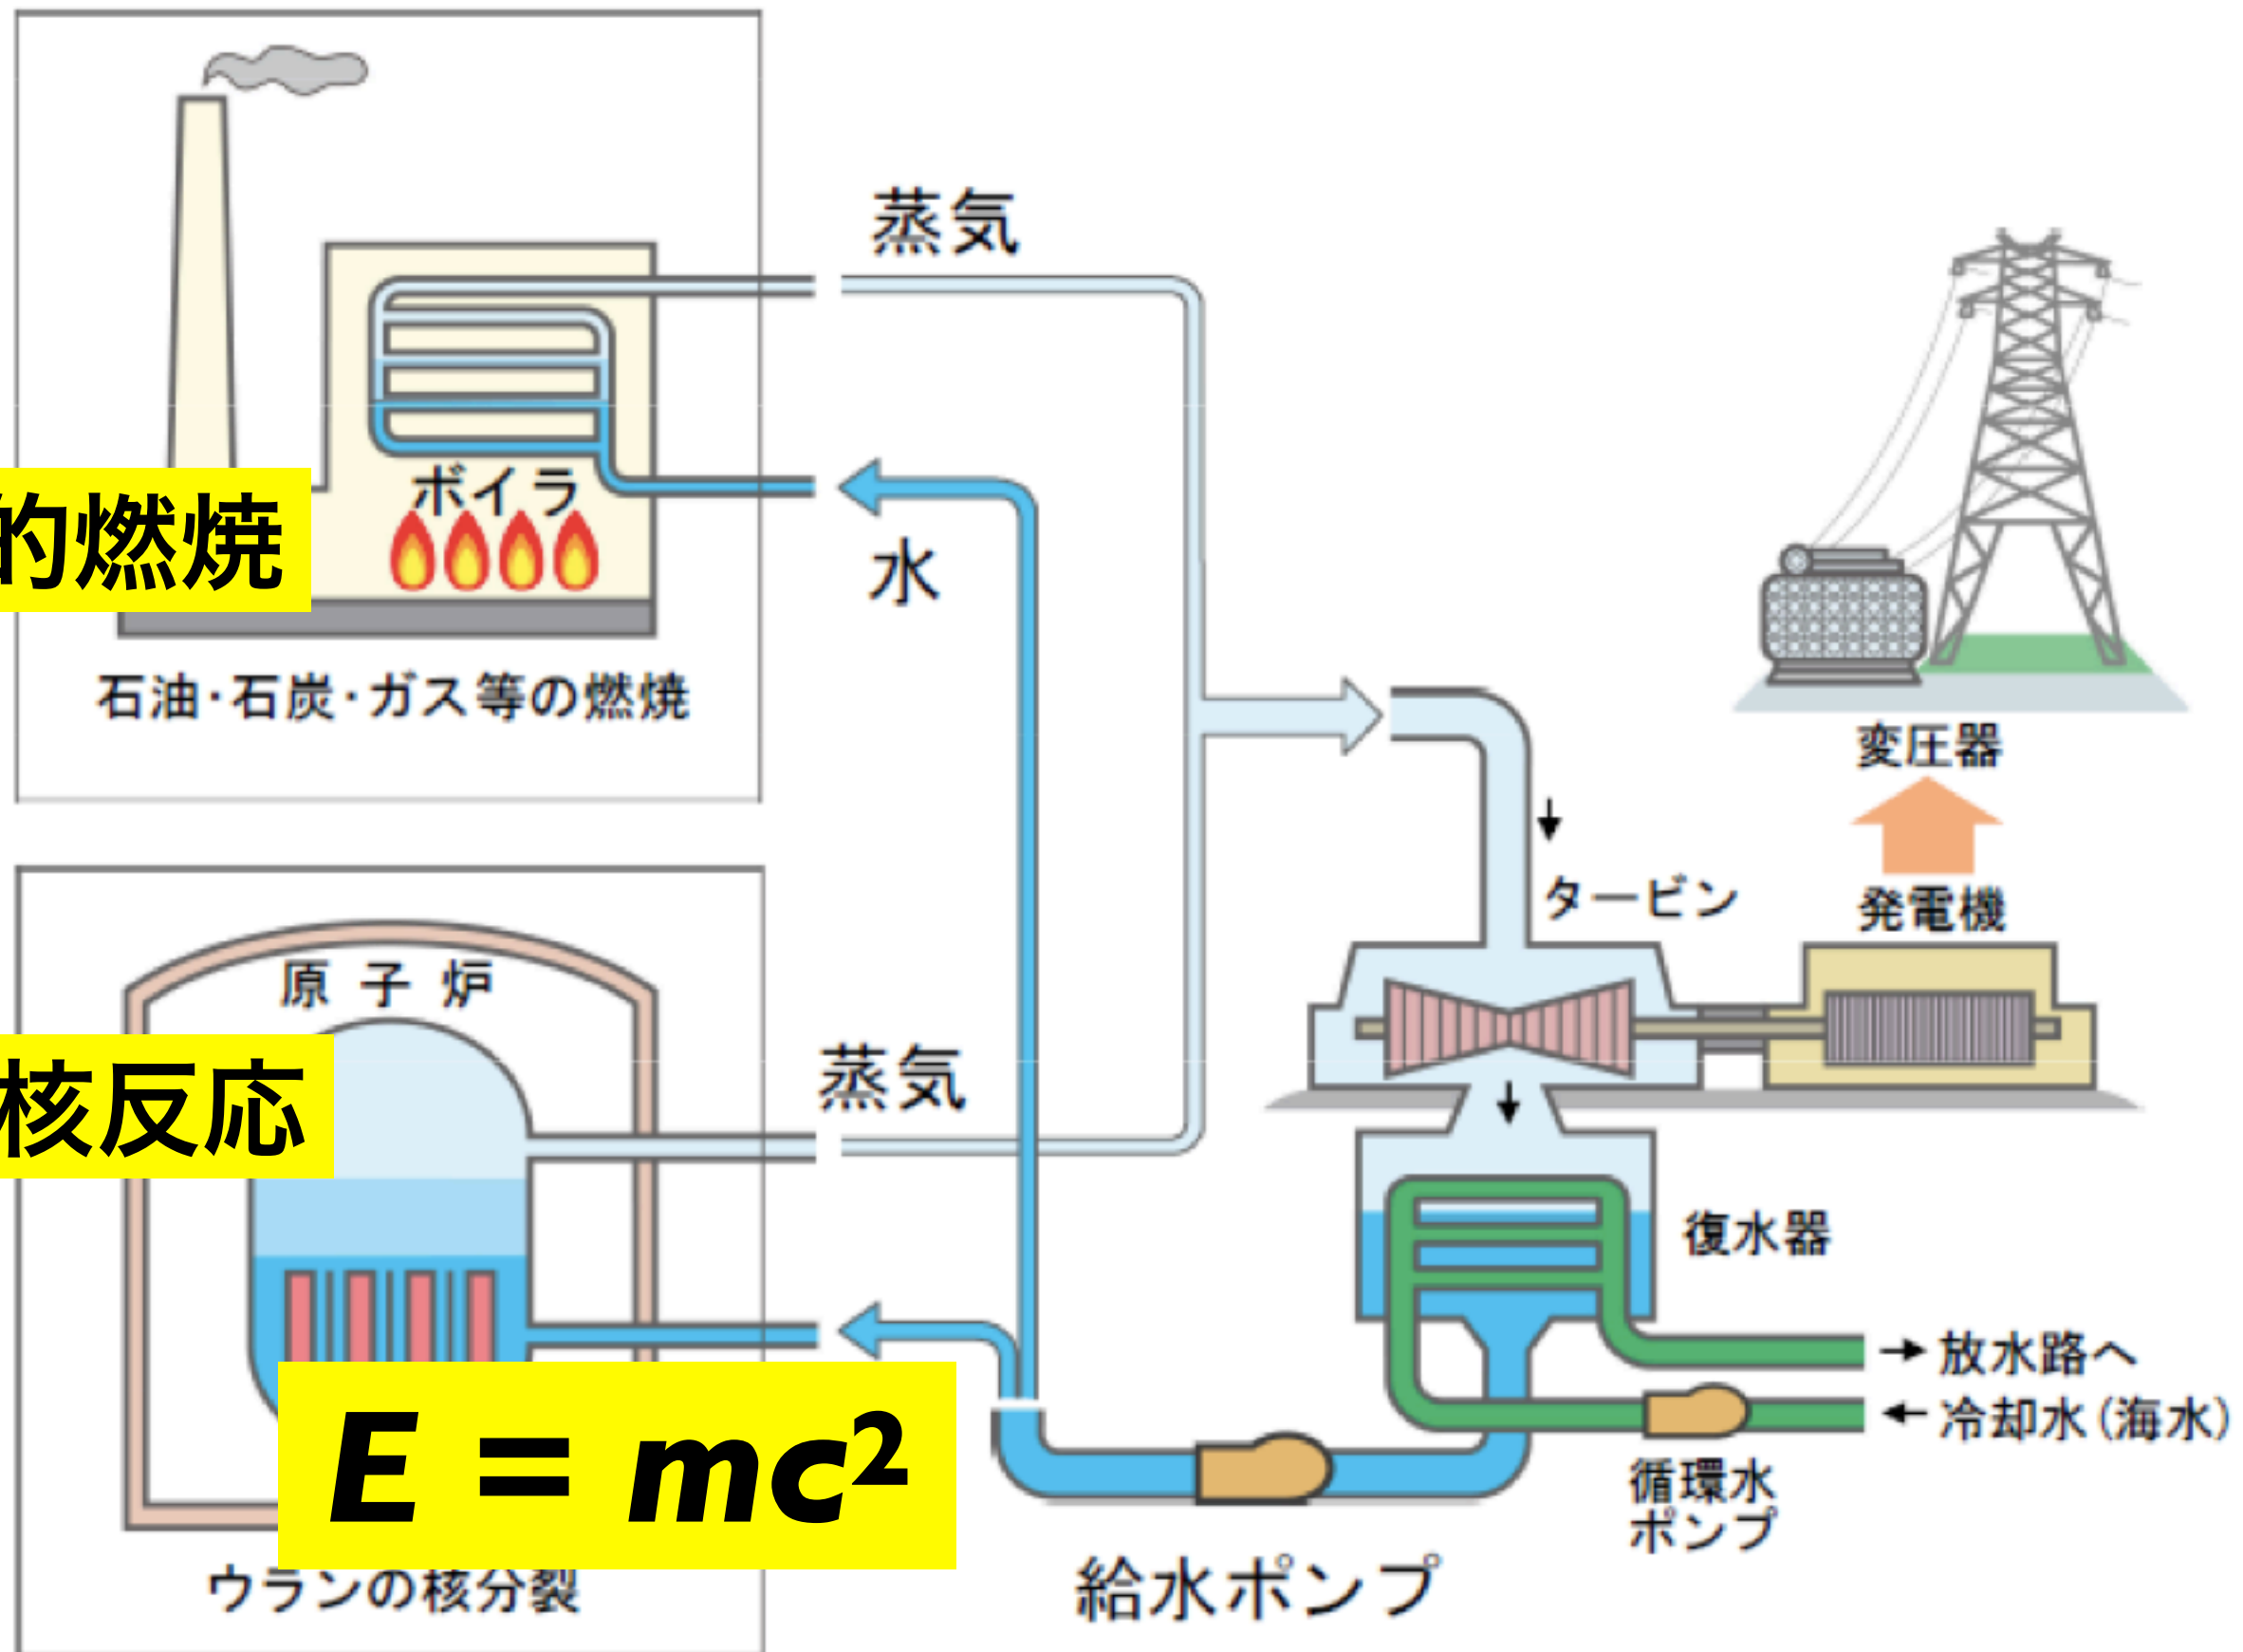 蒸気
ボイラ
的燃焼
水
石油・石炭・ガス等の燃焼
変圧器
タービン
発電機
原子炉
核反応
蒸気
復水器
→放水路へ
←冷却水(海水)
循環水
ポンプ
E = mc²
ウランの核分裂
給水ポンプ